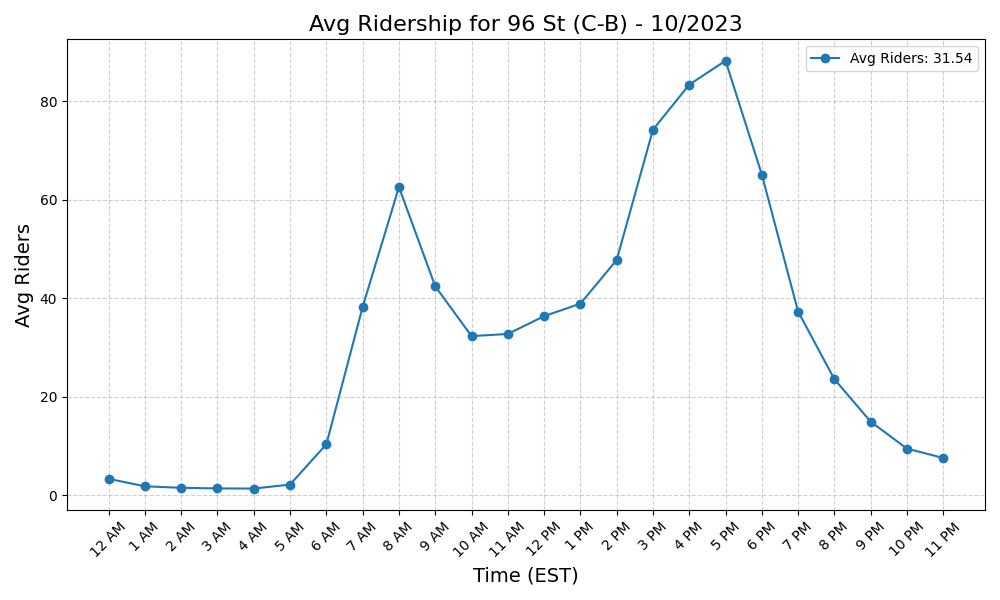 Avg Ridership for 96 St (C-B) - 10/2023
Avg Riders: 31.54
Avg Riders
80
60
40
20
0
12 AM
1 AM
2 AM
3 AM
4 AM
5 AM
6 AM
7 AM
8 AM
9 AM
10 AM
11 AM
12 PM
1 PM
2 PM
3 PM
4 PM
5 PM
6 PM
7 PM
8 PM
9 PM
10 PM
11 PM
Time (EST)